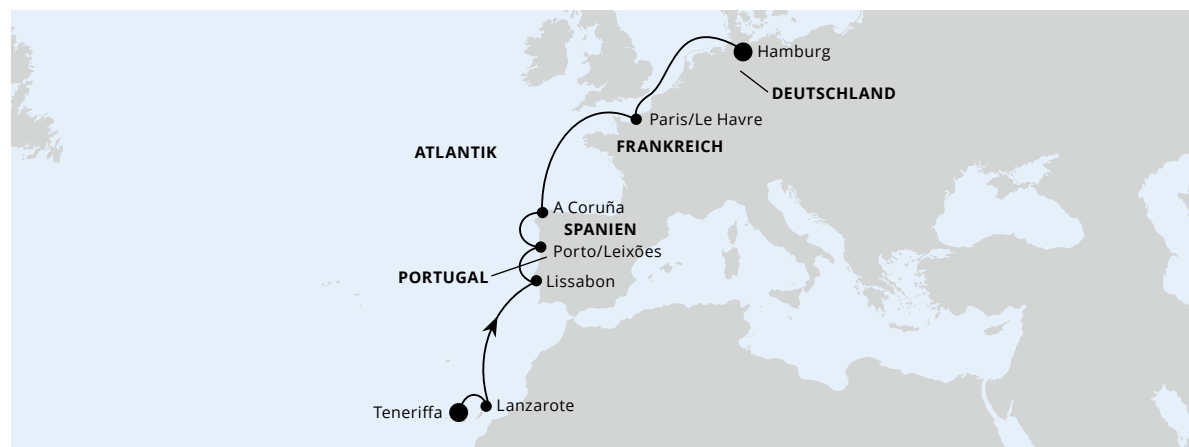 Hamburg
DEUTSCHLAND
Paris/Le Havre
FRANKREICH
ATLANTIK
A Coruña
SPANIEN
Porto/Leixões
PORTUGAL
Lissabon
Lanzarote
Teneriffa